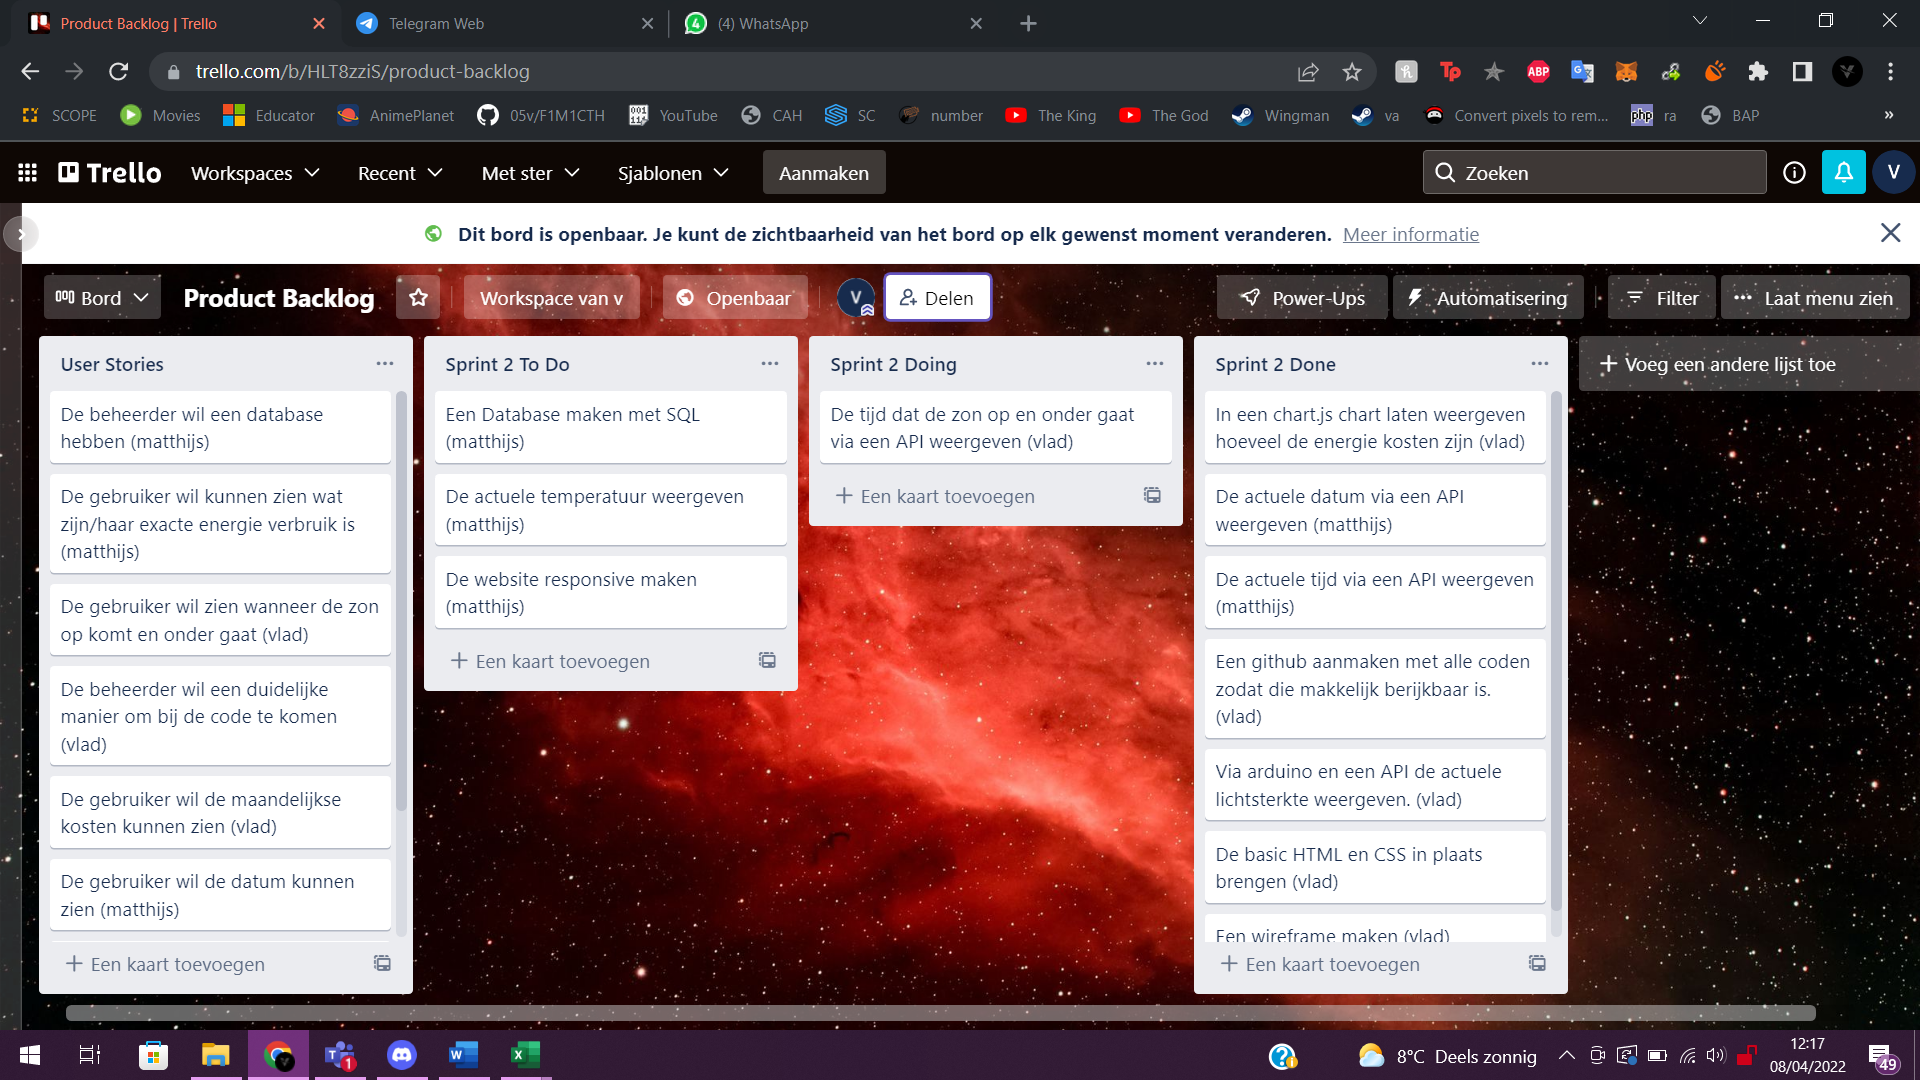 Product Backlog | Trello
Telegram Web
(4) WhatsApp
trello.com/b/HLT8zziS/product-backlog
SCOPE
Movies
Educator
AnimePlanet
05v/F1M1CTH
YouTube
CAH
SC
number
The King
The God
Wingman
va
Convert pixels to rem...
ra
BAP
»
Trello
Workspaces
Recent
Met ster
Sjablonen
Aanmaken
Zoeken
V
Dit bord is openbaar. Je kunt de zichtbaarheid van het bord op elk gewenst moment veranderen. Meer informatie
Bord
Product Backlog
Workspace van v
Openbaar
V
Delen
Power-Ups
Automatisering
Filter
Laat menu zien
User Stories
De beheerder wil een database
hebben (matthijs)
De gebruiker wil kunnen zien wat
zijn/haar exacte energie verbruik is
(matthijs)
De gebruiker wil zien wanneer de zon
op komt en onder gaat (vlad)
De beheerder wil een duidelijke
manier om bij de code te komen
(vlad)
De gebruiker wil de maandelijkse
kosten kunnen zien (vlad)
De gebruiker wil de datum kunnen
zien (matthijs)
Een kaart toevoegen
Sprint 2 To Do
Een Database maken met SQL
(matthijs)
De actuele temperatuur weergeven
(matthijs)
De website responsive maken
(matthijs)
Een kaart toevoegen
Sprint 2 Doing
De tijd dat de zon op en onder gaat
via een API weergeven (vlad)
Een kaart toevoegen
Sprint 2 Done
In een chart.js chart laten weergeven
hoeveel de energie kosten zijn (vlad)
De actuele datum via een API
weergeven (matthijs)
De actuele tijd via een API weergeven
(matthijs)
Een github aanmaken met alle coden
zodat die makkelijk berijkbaar is.
(vlad)
Via arduino en een API de actuele
lichtsterkte weergeven. (vlad)
De basic HTML en CSS in plaats
brengen (vlad)
Een wireframe maken (vlad)
Een kaart toevoegen
Voeg een andere lijst toe
8°C Deels zonnig
12:17
08/04/2022
49